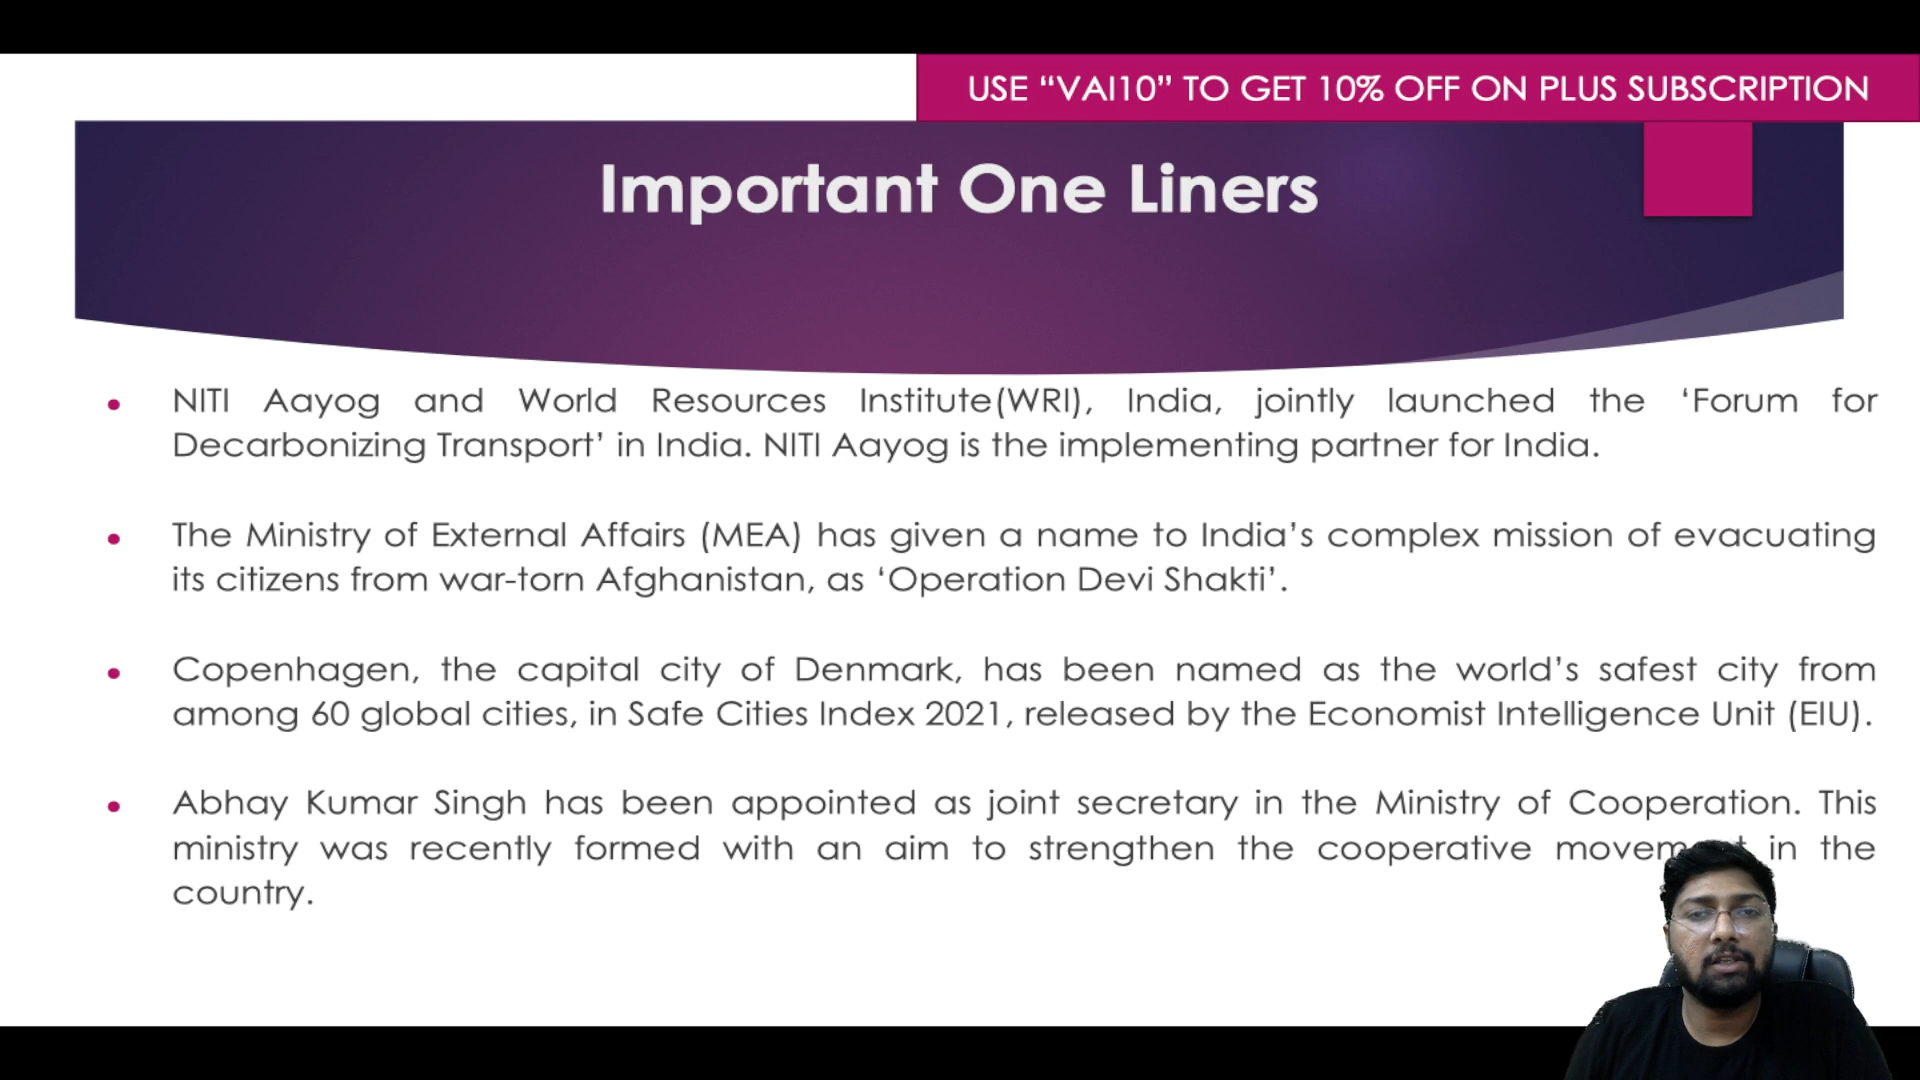 USE “VAI10” TO GET 10% OFF ON PLUS SUBSCRIPTION
Important One Liners
• NITI Aayog and World Resources Institute(WRI), India, jointly launched the ‘Forum for
Decarbonizing Transport’ in India. NITI Aayog is the implementing partner for India.
• The Ministry of External Affairs (MEA) has given a name to India’s complex mission of evacuating
its citizens from war-torn Afghanistan, as ‘Operation Devi Shakti’.
• Copenhagen, the capital city of Denmark, has been named as the world’s safest city from
among 60 global cities, in Safe Cities Index 2021, released by the Economist Intelligence Unit (EIU).
• Abhay Kumar Singh has been appointed as joint secretary in the Ministry of Cooperation. This
ministry was recently formed with an aim to strengthen the cooperative movement in the
country.